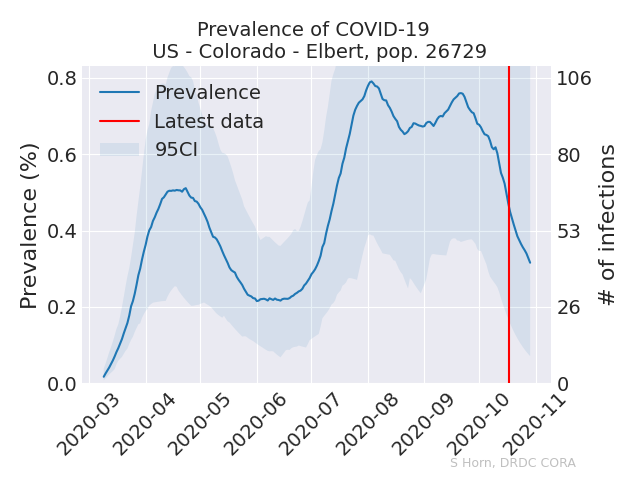 Prevalence of COVID-19
US - Colorado - Elbert, pop. 26729
Prevalence
Latest data
95CI
Prevalence (%)
0.8
0.6
0.4
0.2
0.0
106
80
53
26
0
# of infections
2020-03
2020-04
2020-05
2020-06
2020-07
2020-08
2020-09
2020-10
2020-11
S Horn, DRDC CORA